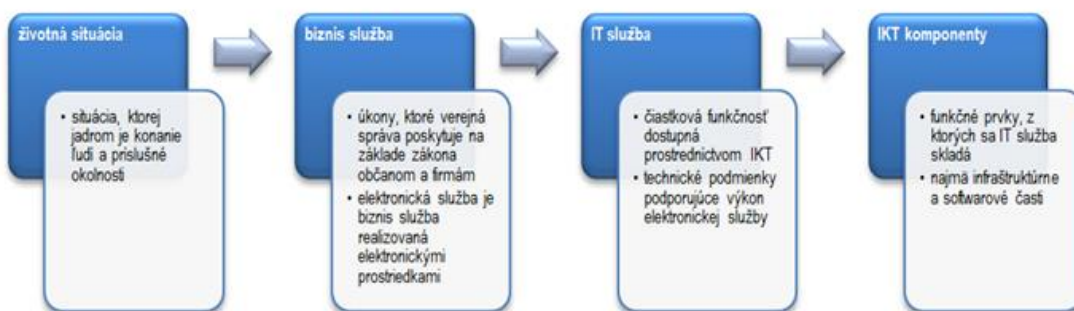 životná situácia
• situácia, ktorej
jadrom je konanie
ľudí a príslušné
okolnosti
biznis služba
• úkony, ktoré verejná
správa poskytuje na
základe zákona
občanom a firmám
• elektronická služba je
biznis služba
realizovaná
elektronickými
prostriedkami
IT služba
• čiastková funkčnosť
dostupná
prostredníctvom IKT
• technické podmienky
podporujúce výkon
elektronickej služby
IKT komponenty
• funkčné prvky, z
ktorých sa IT služba
skladá
• najmä infraštruktúrne
a softwarové časti